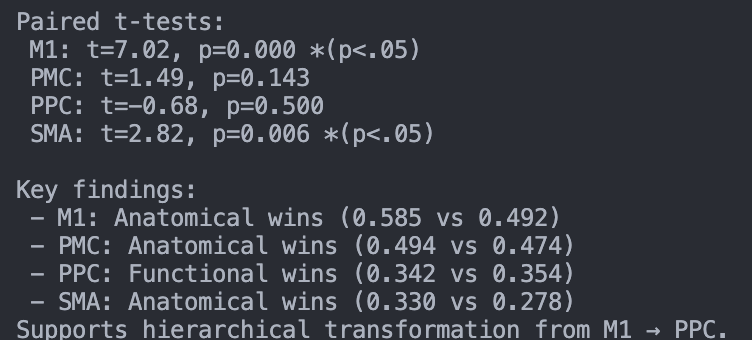 Paired t-tests:
M1: t=7.02, p=0.000 *(p<.05)
PMC: t=1.49, p=0.143
PPC: t=−0.68, p=0.500
SMA: t=2.82, p=0.006 *(p<.05)
Key findings:
− M1: Anatomical wins (0.585 vs 0.492)
− PMC: Anatomical wins (0.494 vs 0.474)
− PPC: Functional wins (0.342 vs 0.354)
− SMA: Anatomical wins (0.330 vs 0.278)
Supports hierarchical transformation from M1 → PPC.